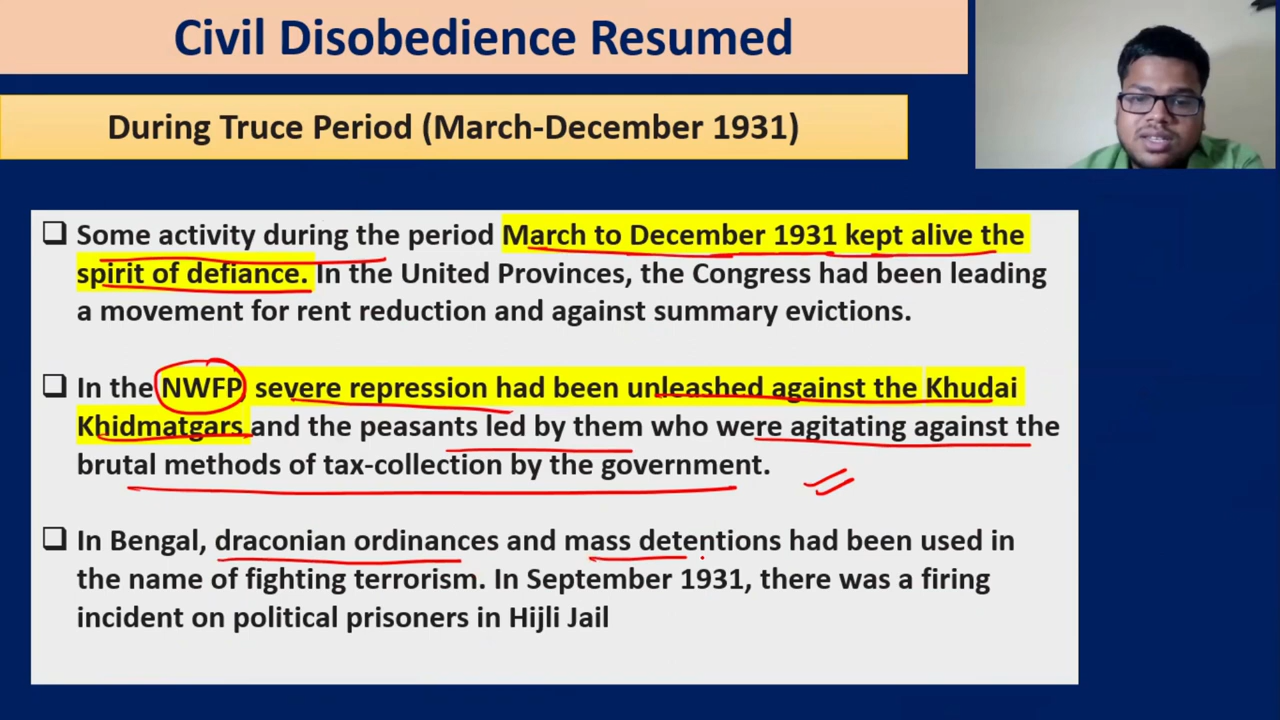 Civil Disobedience Resumed
During Truce Period (March-December 1931)
Some activity during the period March to December 1931 kept alive the
spirit of defiance. In the United Provinces, the Congress had been leading
a movement for rent reduction and against summary evictions.
In the NWFP severe repression had been unleashed against the Khudai
Khidmatgars and the peasants led by them who were agitating against the
brutal methods of tax-collection by the government.
In Bengal, draconian ordinances and mass detentions had been used in
the name of fighting terrorism. In September 1931, there was a firing
incident on political prisoners in Hijli Jail